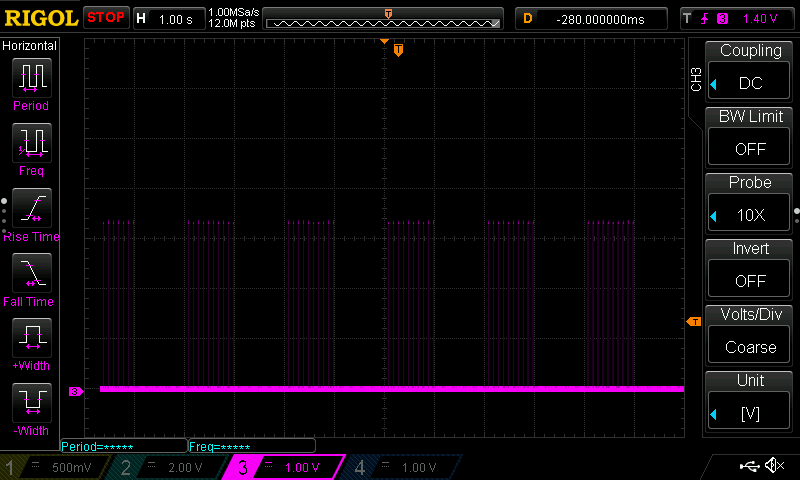 RIGOL STOP H 1.00 s 1.00MSa/s 12.0M pts T D -280.000000ms T 3 1.40 V
Horizontal
Period
Freq
Rise Time
Fall Time
+Width
-Width
T
T
3
CH3
Coupling
DC
BW Limit
OFF
Probe
10X
Invert
OFF
Volts/Div
Coarse
Unit
[V]
Period=***** Freq=*****
1 500mV 2 2.00 V 3 1.00 V 4 1.00 V